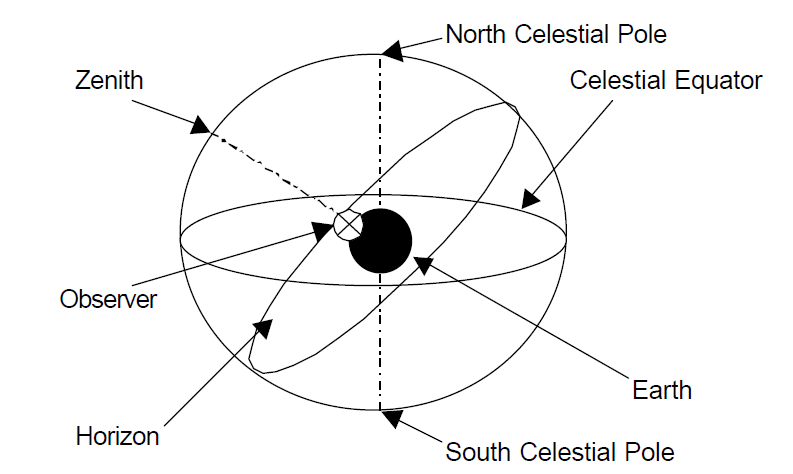 North Celestial Pole
Zenith
Celestial Equator
Observer
Earth
Horizon
South Celestial Pole